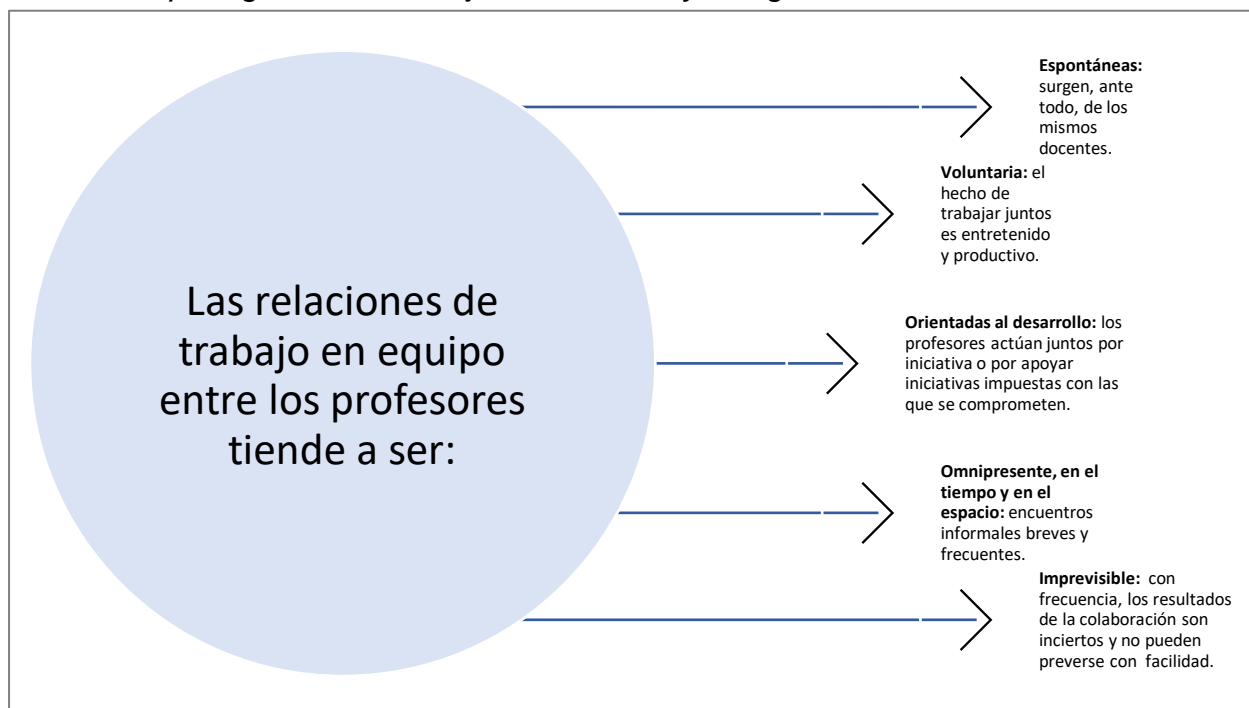 Las relaciones de
trabajo en equipo
entre los profesores
tiende a ser:
Espontáneas:
surgen, ante
todo, de los
mismos
docentes.
Voluntaria: el
hecho de
trabajar juntos
es entretenido
y productivo.
Orientadas al desarrollo: los
profesores actúan juntos por
iniciativa o por apoyar
iniciativas impuestas con las
que se comprometen.
Omnipresente, en el
tiempo y en el
espacio: encuentros
informales breves y
frecuentes.
Imprevisible: con
frecuencia, los resultados
de la colaboración son
inciertos y no pueden
preverse con facilidad.